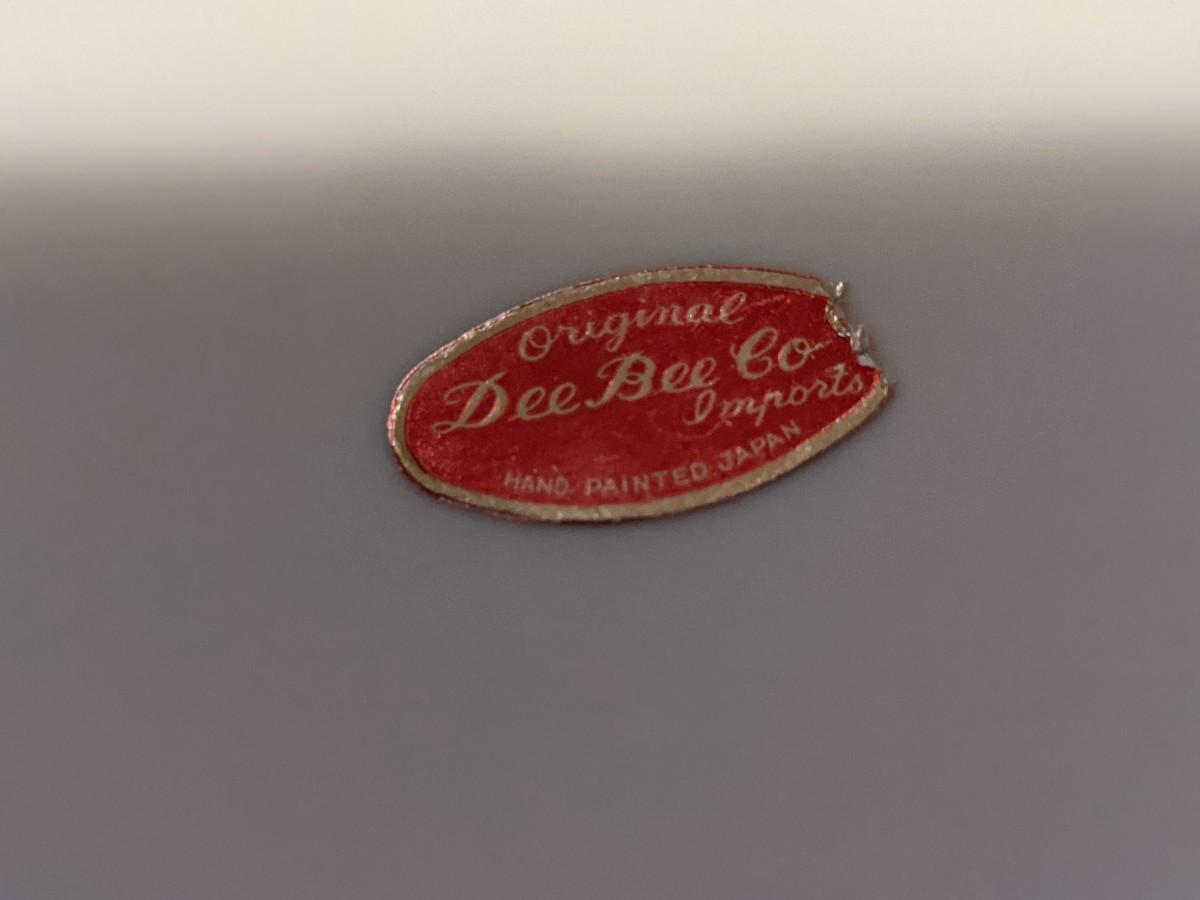 Original
Dee Bee Co
Imports
HAND PAINTED JAPAN